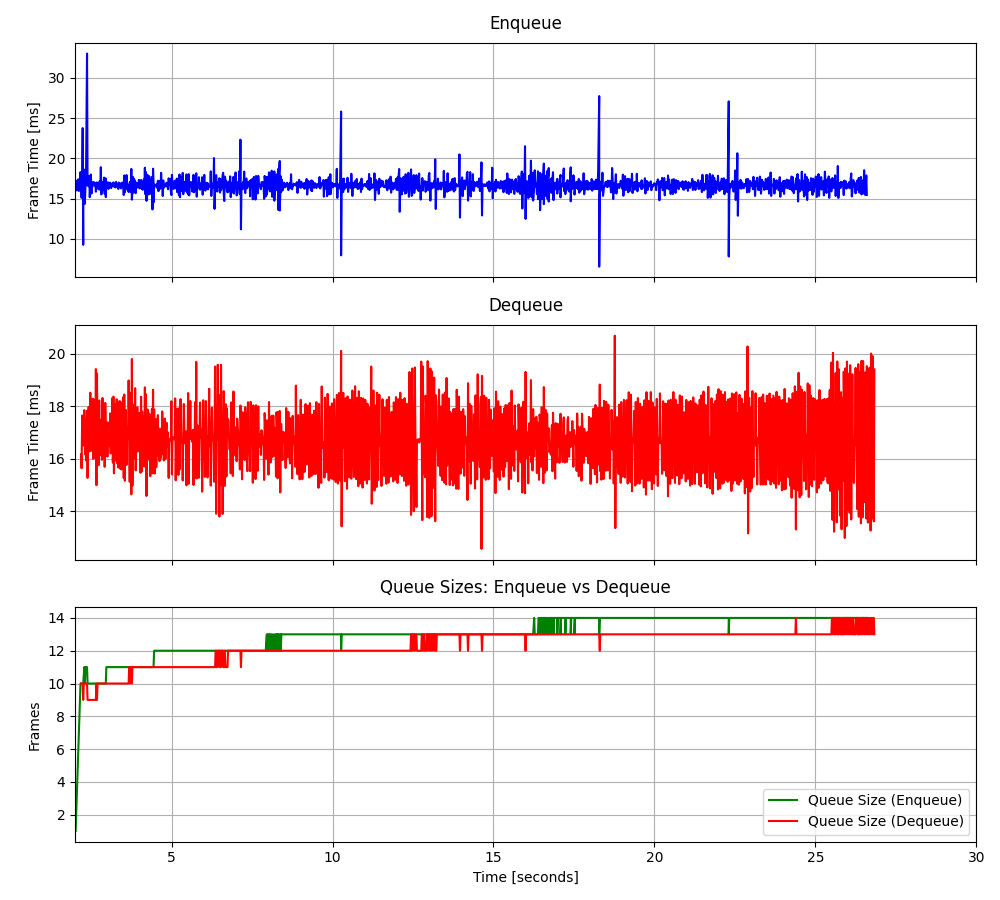 Enqueue
Frame Time [ms]
30
25
20
15
10
Dequeue
Frame Time [ms]
20
18
16
14
Queue Sizes: Enqueue vs Dequeue
Frames
14
12
10
8
6
4
2
Queue Size (Enqueue)
Queue Size (Dequeue)
5 10 15 20 25 30
Time [seconds]